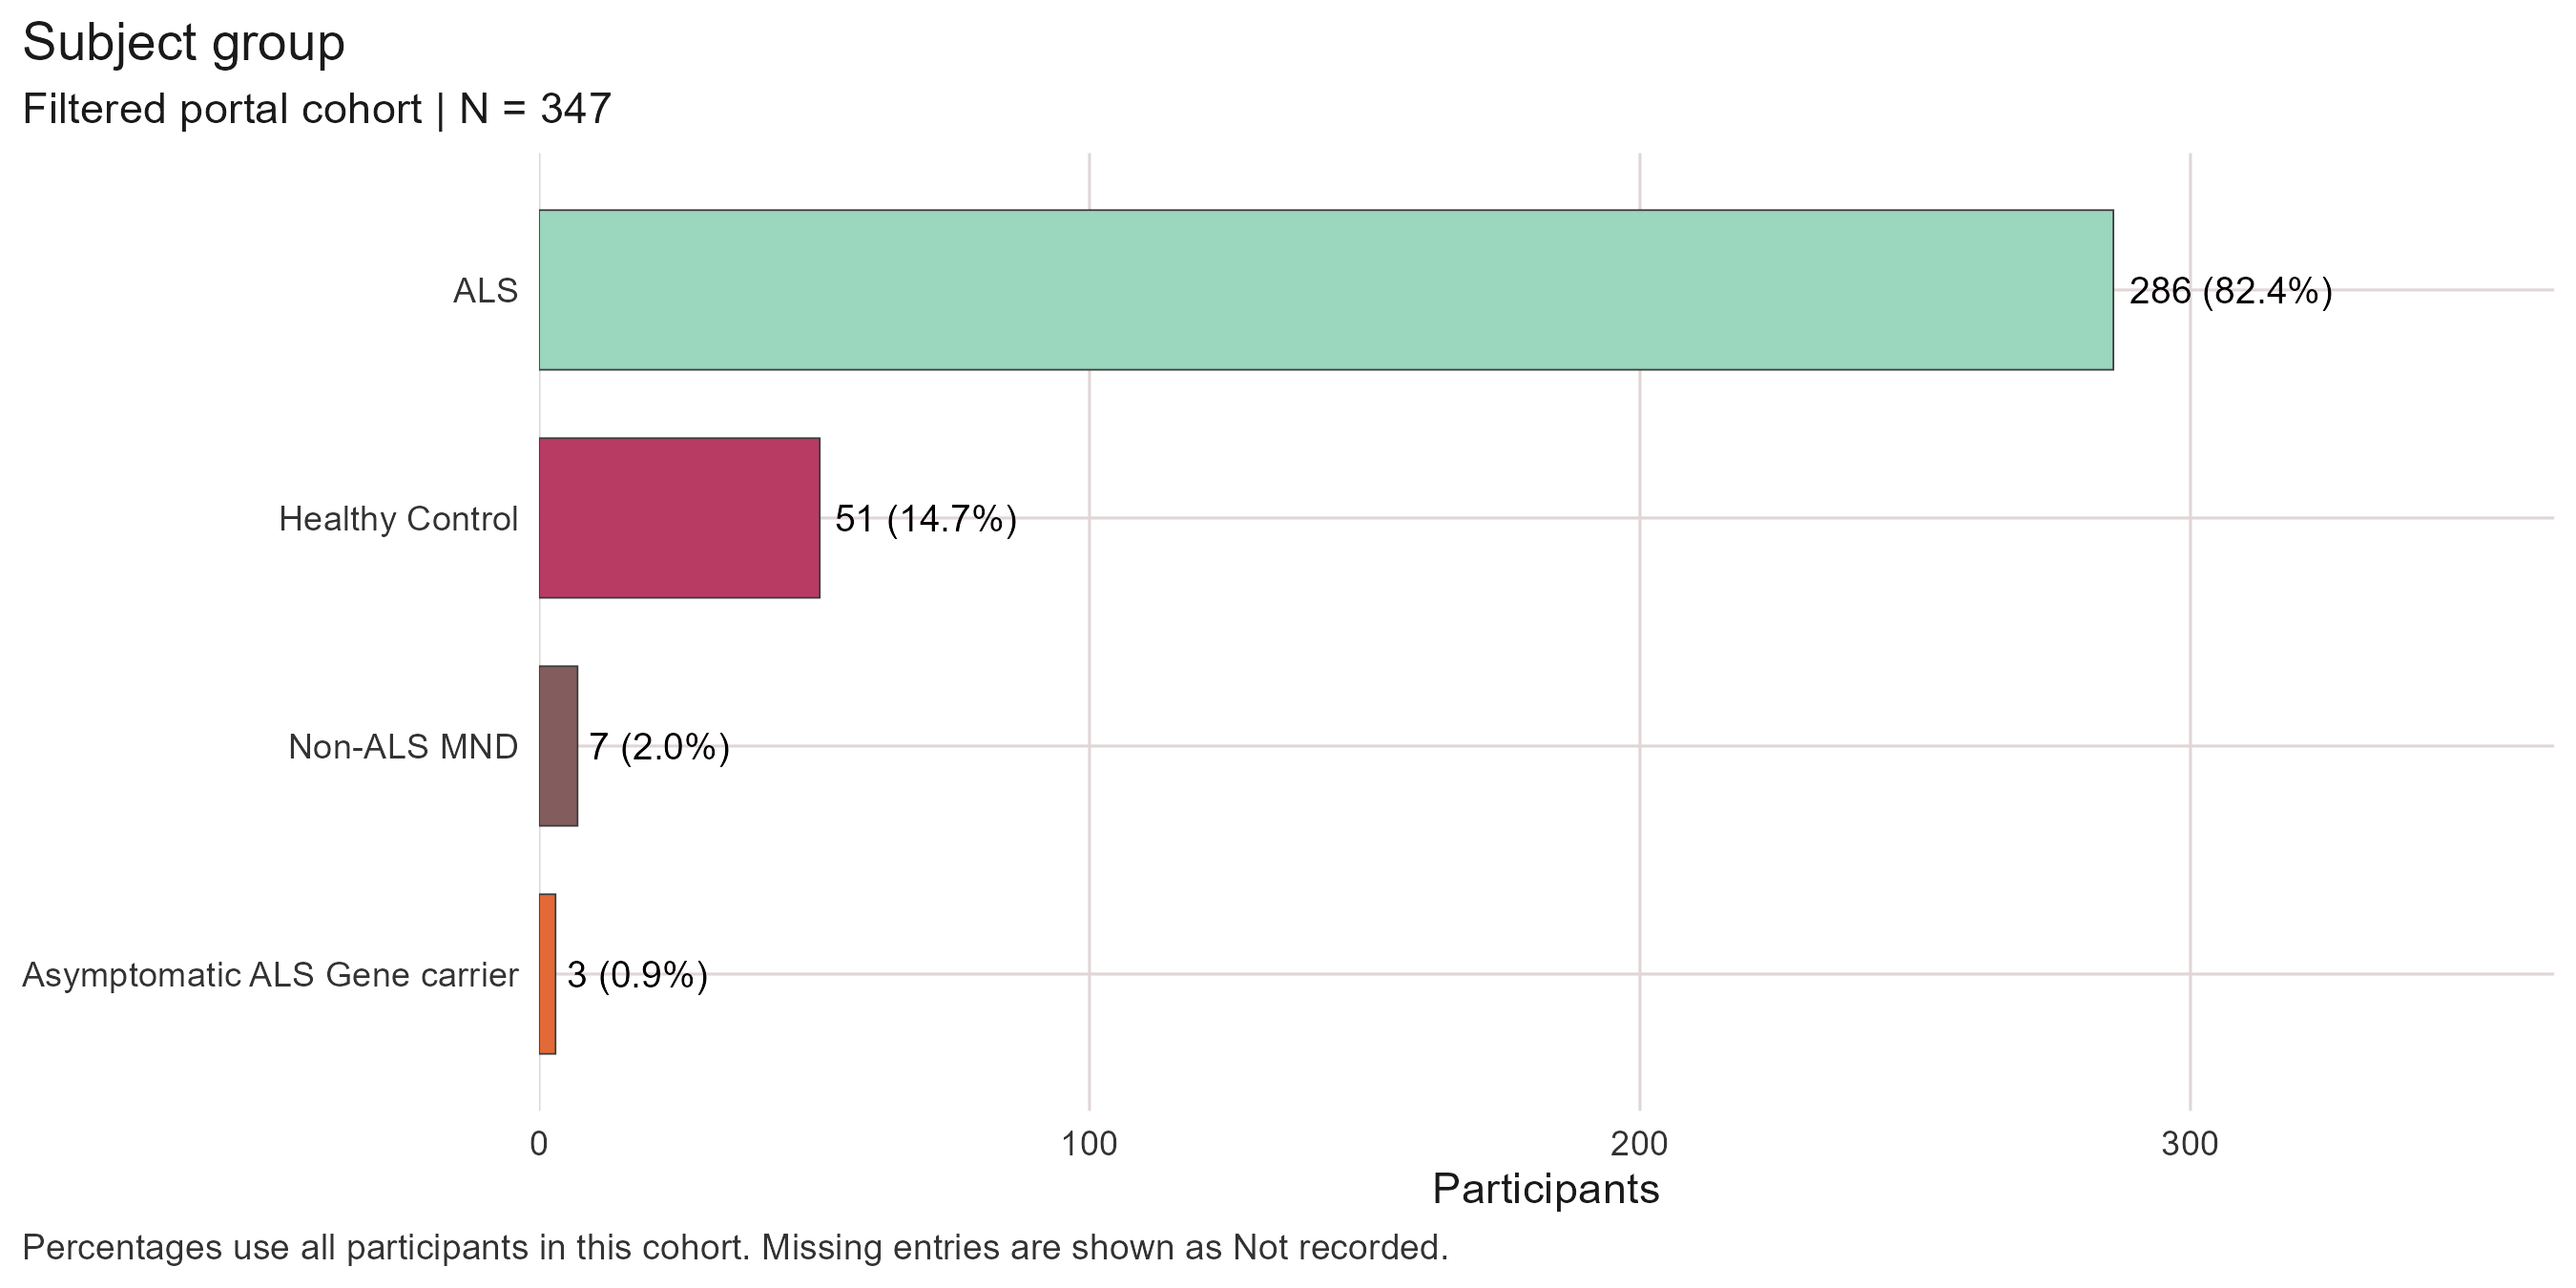 Subject group
Filtered portal cohort | N = 347
ALS
286 (82.4%)
Healthy Control
51 (14.7%)
Non-ALS MND
7 (2.0%)
Asymptomatic ALS Gene carrier
3 (0.9%)
0
100
200
300
Participants
Percentages use all participants in this cohort. Missing entries are shown as Not recorded.